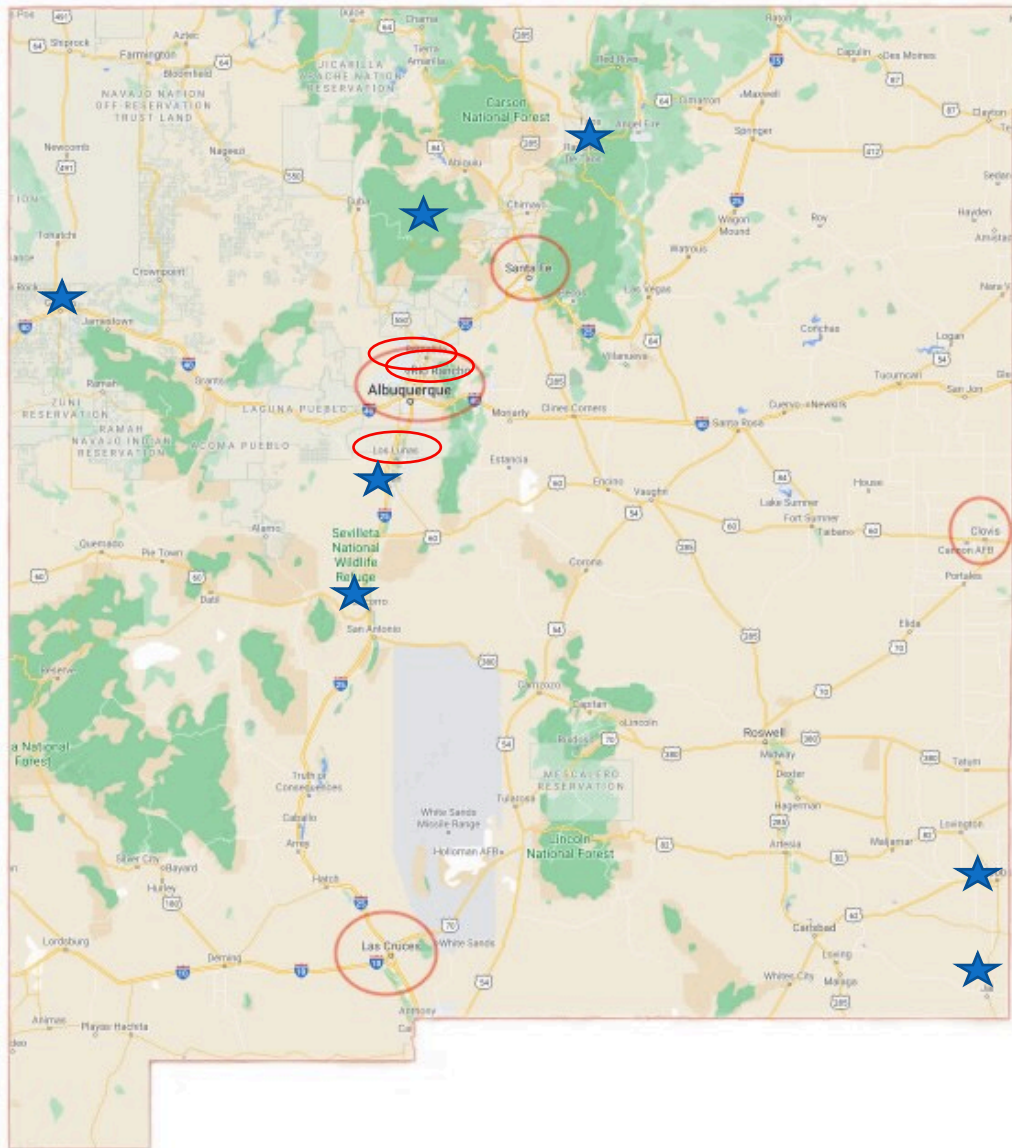 Shiprock
Aztec
Farmington
Bloomfield
Dulce
Chama
Tierra
Amarilla
JICARILLA
APACHE NATION
RESERVATION
NAVAJO NATION
OFF-RESERVATION
TRUST LAND
Carson
National Forest
Red River
Raton
Capulin
Des Moines
Cimarron
Maxwell
Angel Fire
Springer
Clayton
Newcomb
Nageezi
Abiquiu
Cuba
Chimayo
Wagon
Mound
Roy
Hayden
Watrous
Tohatchi
Crownpoint
Santa Fe
Pecos
Las Vegas
Jamestown
Villanueva
Conchas
Logan
Rio Rancho
Albuquerque
Ramah
Grants
ZUNI
RESERVATION
RAMAH
NAVAJO INDIAN
RESERVATION
LAGUNA PUEBLO
ACOMA PUEBLO
Moriarty
Clines Corners
Cuervo
Newkirk
Tucumcari
San Jon
Santa Rosa
Los Lunas
Estancia
Encino
Vaughn
House
Lake Sumner
Fort Sumner
Taiban
Clovis
Cannon AFB
Portales
Alamo
Sevilleta
National
Wildlife
Refuge
Quemado
Pie Town
Datil
Corona
Elida
San Antonio
Reserve
Carrizozo
Capitan
Lincoln
Ruidoso
Roswell
Midway
Dexter
Hagerman
Tatum
a National
Forest
MESCALERO
RESERVATION
Truth or
Consequences
Caballo
Arrey
Tularosa
White Sands
Missile Range
Holloman AFB
Lincoln
National Forest
Artesia
Maljamar
Lovington
Silver City
Bayard
Hurley
Hatch
Carlsbad
Loving
Malaga
Whites City
Jal
Lordsburg
Deming
Las Cruces
White Sands
Anthony
Animas
Playas
Hachita